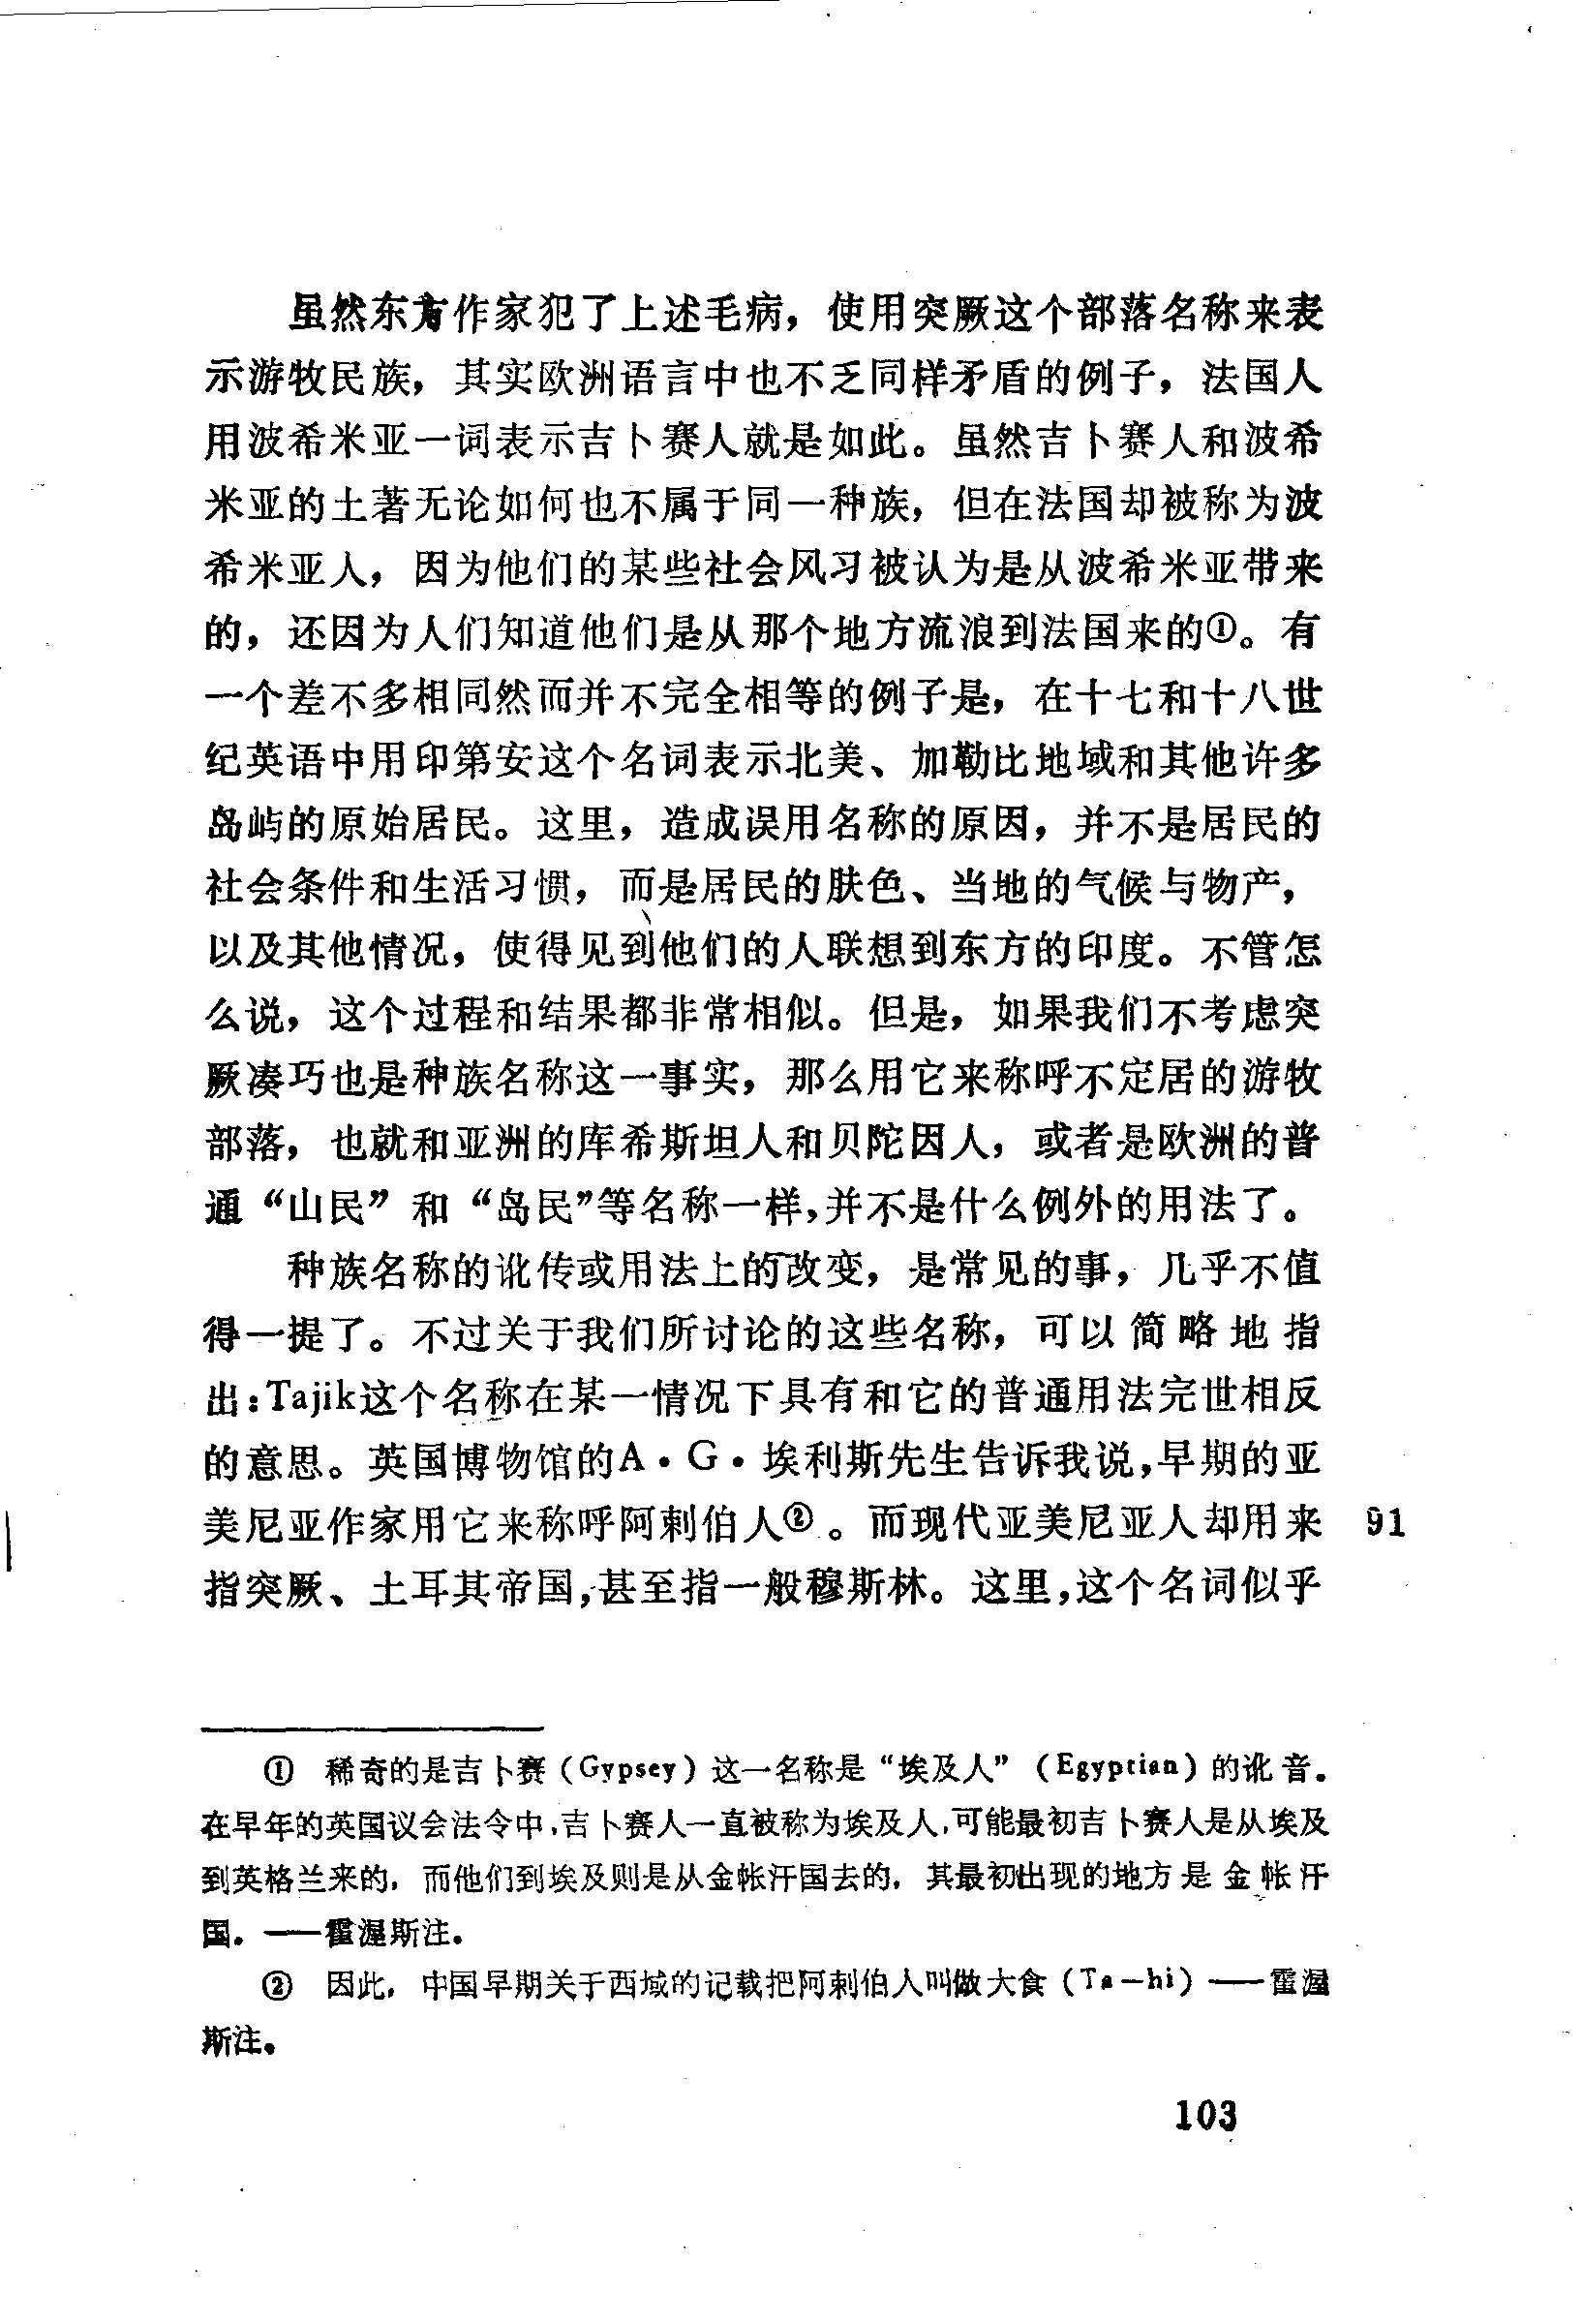 虽然东方作家犯了上述毛病，使用突厥这个部落名称来表
示游牧民族，其实欧洲语言中也不乏同样矛盾的例子，法国人
用波希米亚一词表示吉卜赛人就是如此。虽然吉卜赛人和波希
米亚的土著无论如何也不属于同一种族，但在法国却被称为波
希米亚人，因为他们的某些社会风习被认为是从波希米亚带来
的，还因为人们知道他们是从那个地方流浪到法国来的①。有
一个差不多相同然而并不完全相等的例子是，在十七和十八世
纪英语中用印第安这个名词表示北美、加勒比地域和其他许多
岛屿的原始居民。这里，造成误用名称的原因，并不是居民的
社会条件和生活习惯，而是居民的肤色、当地的气候与物产，
以及其他情况，使得见到他们的人联想到东方的印度。不管怎
么说，这个过程和结果都非常相似。但是，如果我们不考虑突
厥凑巧也是种族名称这一事实，那么用它来称呼不定居的游牧
部落，也就和亚洲的库希斯坦人和贝陀因人，或者是欧洲的普
通“山民”和“岛民”等名称一样，并不是什么例外的用法了。
种族名称的讹传或用法上的改变，是常见的事，几乎不值
得一提了。不过关于我们所讨论的这些名称，可以简略地指
出：Tajik这个名称在某一情况下具有和它的普通用法完世相反
的意思。英国博物馆的A·G·埃利斯先生告诉我说，早期的亚
美尼亚作家用它来称呼阿剌伯人②。而现代亚美尼亚人却用来 91
指突厥、土耳其帝国，甚至指一般穆斯林。这里，这个名词似乎
① 稀奇的是吉卜赛（Gypsey）这一名称是“埃及人”（Egyptian）的讹音。
在早年的英国议会法令中，吉卜赛人一直被称为埃及人，可能最初吉卜赛人是从埃及
到英格兰来的，而他们到埃及则是从金帐汗国去的，其最初出现的地方是金帐汗
国。——霍渥斯注。
② 因此，中国早期关于西域的记载把阿剌伯人叫做大食（Ta-hi）——霍渥
斯注。
103